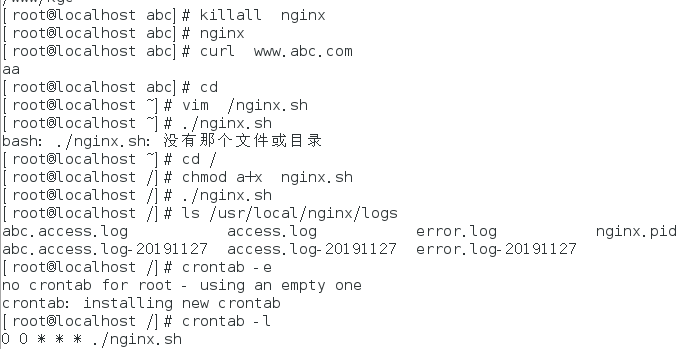 [root@localhost abc]# killall  nginx
[root@localhost abc]# nginx
[root@localhost abc]# curl  www.abc.com
aa
[root@localhost abc]# cd
[root@localhost ~]# vim  /nginx.sh
[root@localhost ~]# ./nginx.sh
bash: ./nginx.sh: 没有那个文件或目录
[root@localhost ~]# cd /
[root@localhost /]# chmod a+x  nginx.sh
[root@localhost /]# ./nginx.sh
[root@localhost /]# ls /usr/local/nginx/logs
abc.access.log access.log error.log nginx.pid
abc.access.log-20191127 access.log-20191127 error.log-20191127
[root@localhost /]# crontab -e
no crontab for root - using an empty one
crontab: installing new crontab
[root@localhost /]# crontab -l
0 0 * * * ./nginx.sh